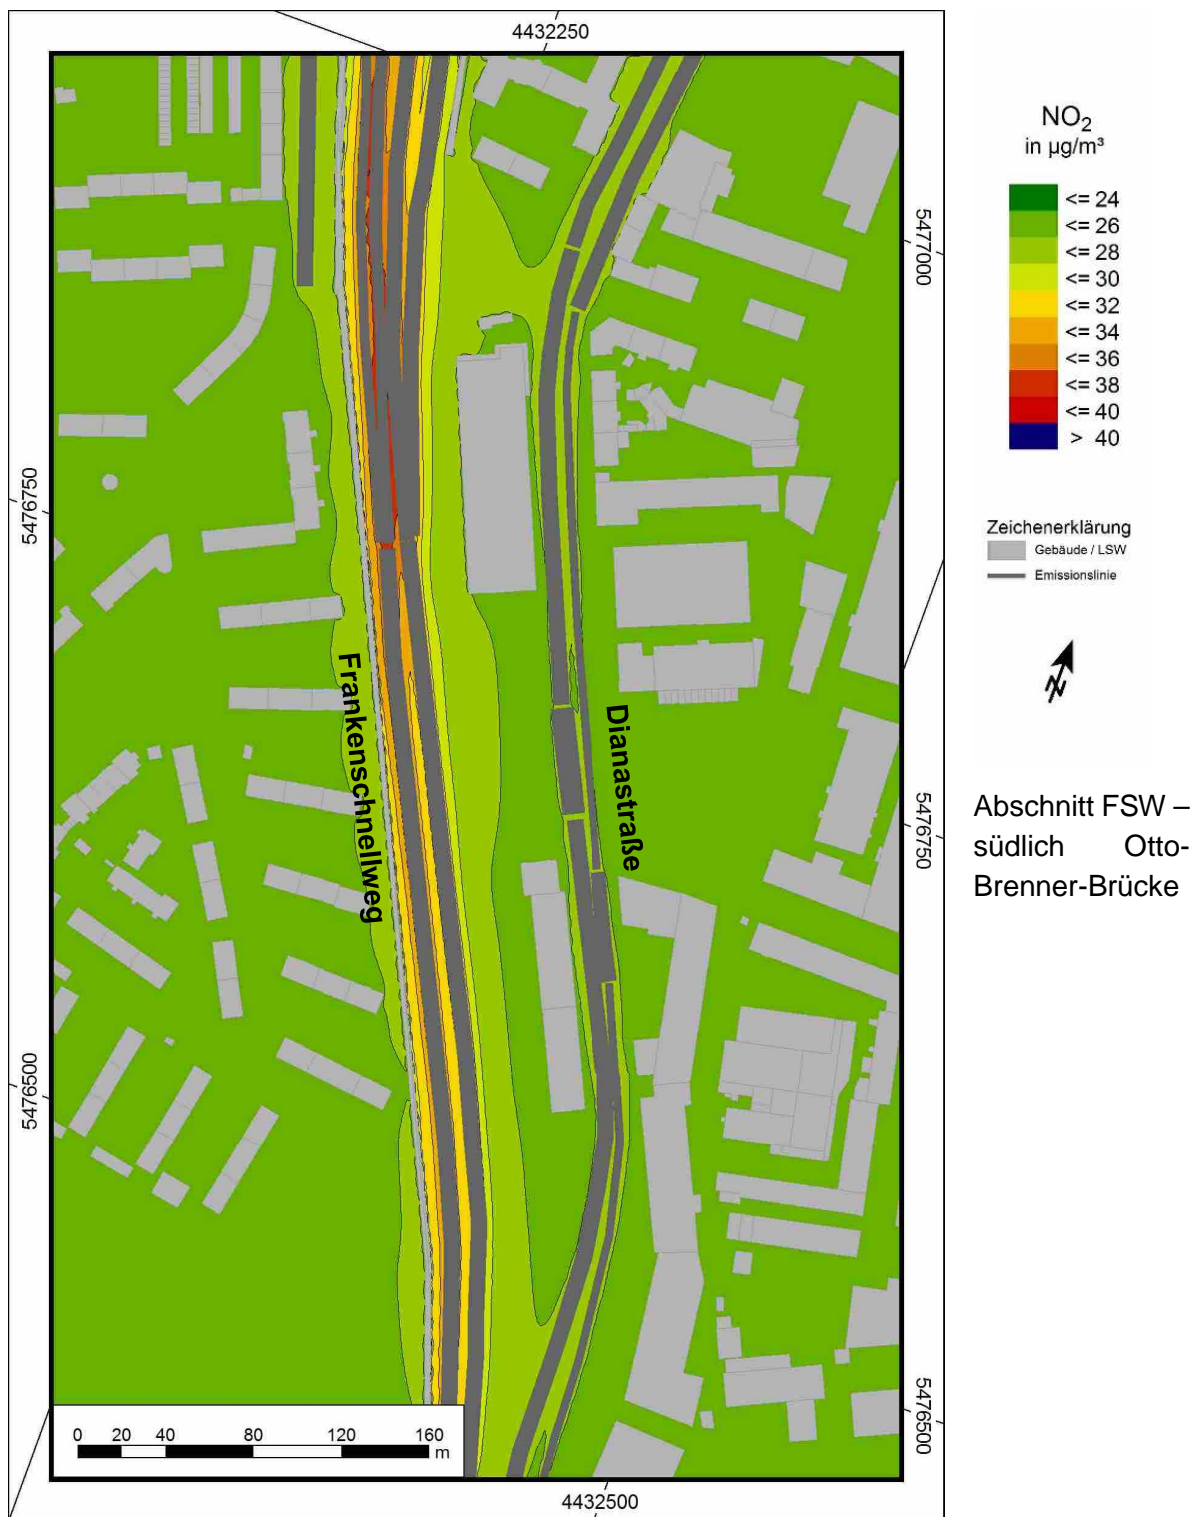 4432250
NO₂
in µg/m³
<= 24
<= 26
<= 28
<= 30
<= 32
<= 34
<= 36
<= 38
<= 40
> 40
5477000
5476750
Zeichenerklärung
Gebäude / LSW
Emissionslinie
N
Frankenschnellweg
Dianastraße
5476750
Abschnitt FSW –
südlich Otto-
Brenner-Brücke
5476500
5476500
0 20 40 80 120 160
m
4432500